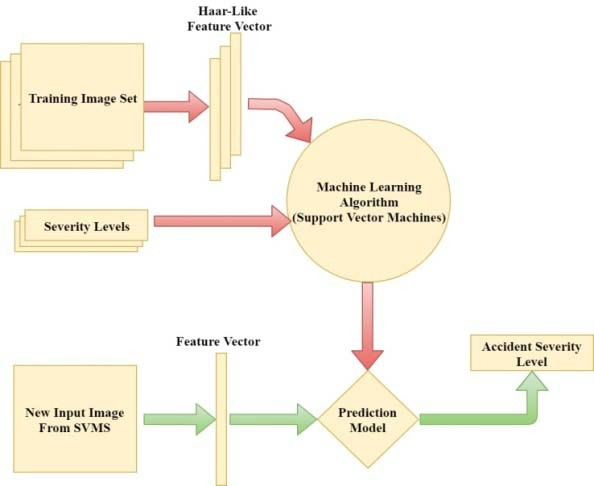 Haar-Like
Feature Vector
Training Image Set
Machine Learning
Algorithm
(Support Vector Machines)
Severity Levels
Feature Vector
Accident Severity
Level
New Input Image
From SVMS
Prediction
Model